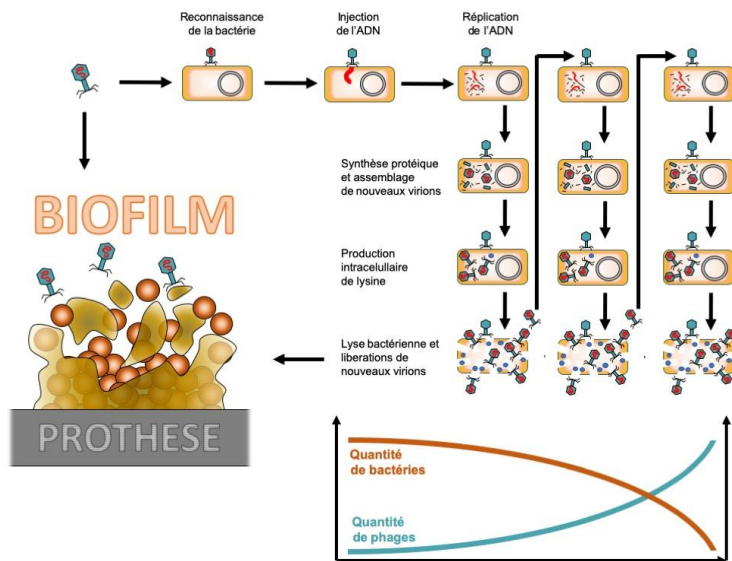 Reconnaissance
de la bactérie
Injection
de l'ADN
Réplication
de l'ADN
Synthèse protéique
et assemblage
de nouveaux virions
BIOFILM
Production
intracelullaire
de lysine
Lyse bactérienne et
liberations de
nouveaux virions
PROTHESE
Quantité
de bactéries
Quantité
de phages